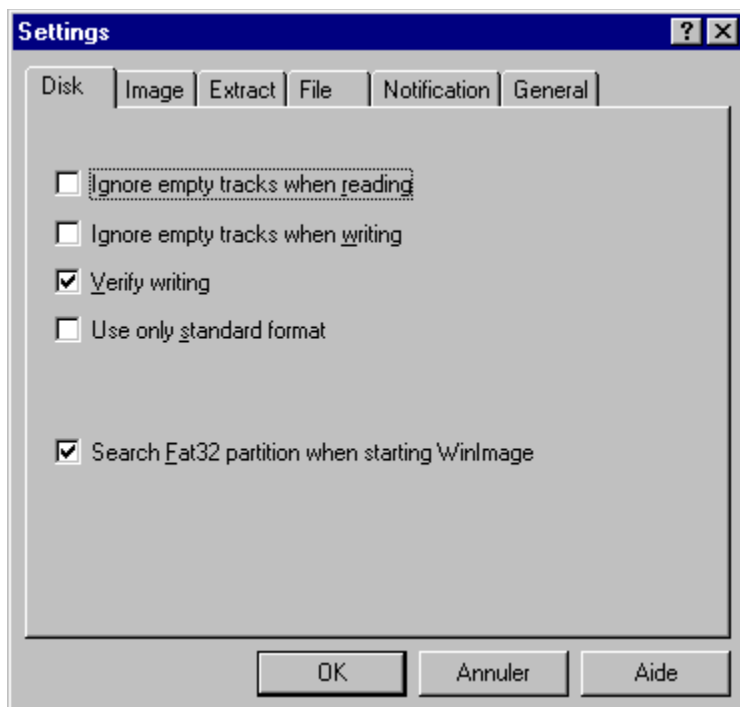 Settings
Disk Image Extract File Notification General
Ignore empty tracks when reading
Ignore empty tracks when writing
Verify writing
Use only standard format
Search Fat32 partition when starting WinImage
OK Annuler Aide